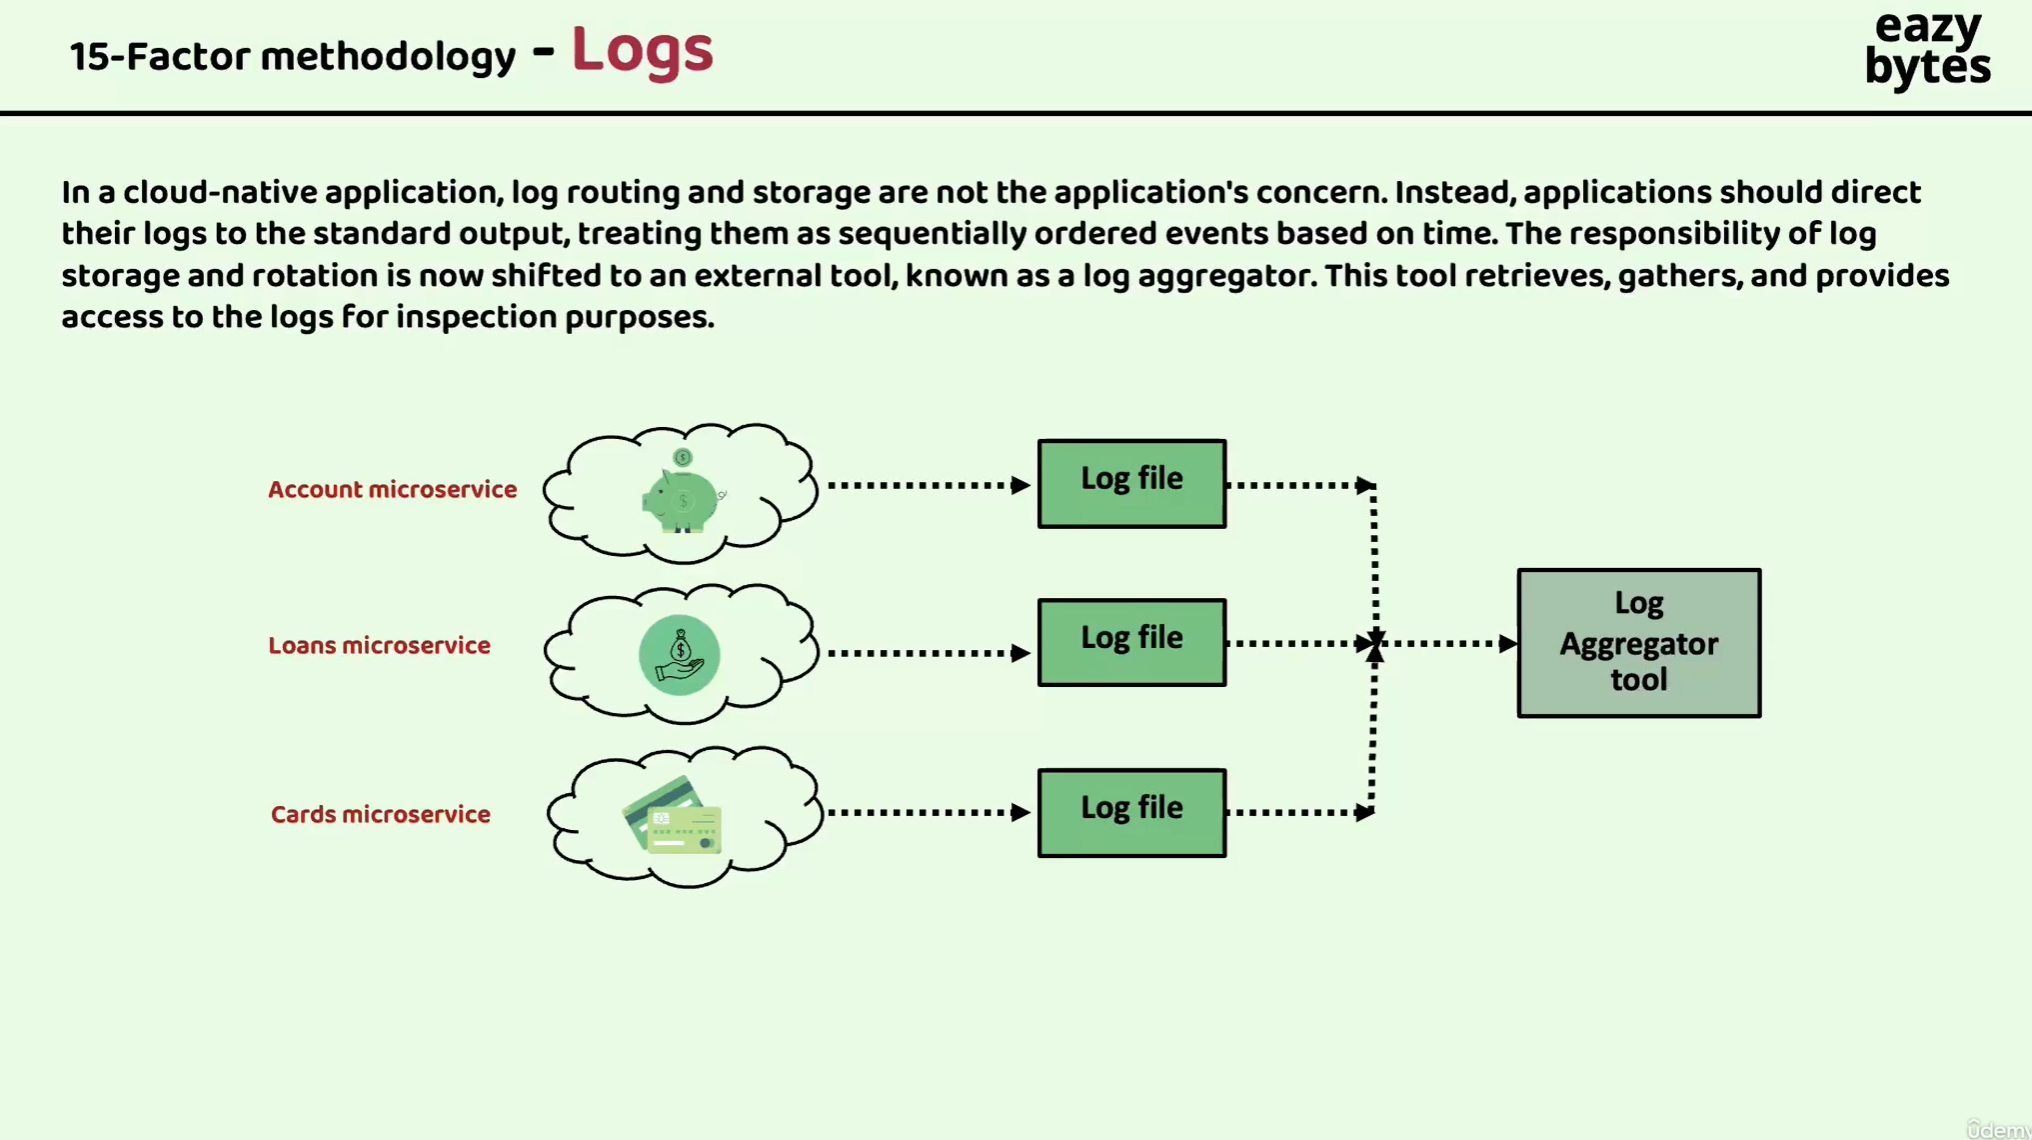 15-Factor methodology - Logs
eazy
bytes
In a cloud-native application, log routing and storage are not the application's concern. Instead, applications should direct
their logs to the standard output, treating them as sequentially ordered events based on time. The responsibility of log
storage and rotation is now shifted to an external tool, known as a log aggregator. This tool retrieves, gathers, and provides
access to the logs for inspection purposes.
Account microservice
Log file
Loans microservice
Log file
Log
Aggregator
tool
Cards microservice
Log file
ûdemy